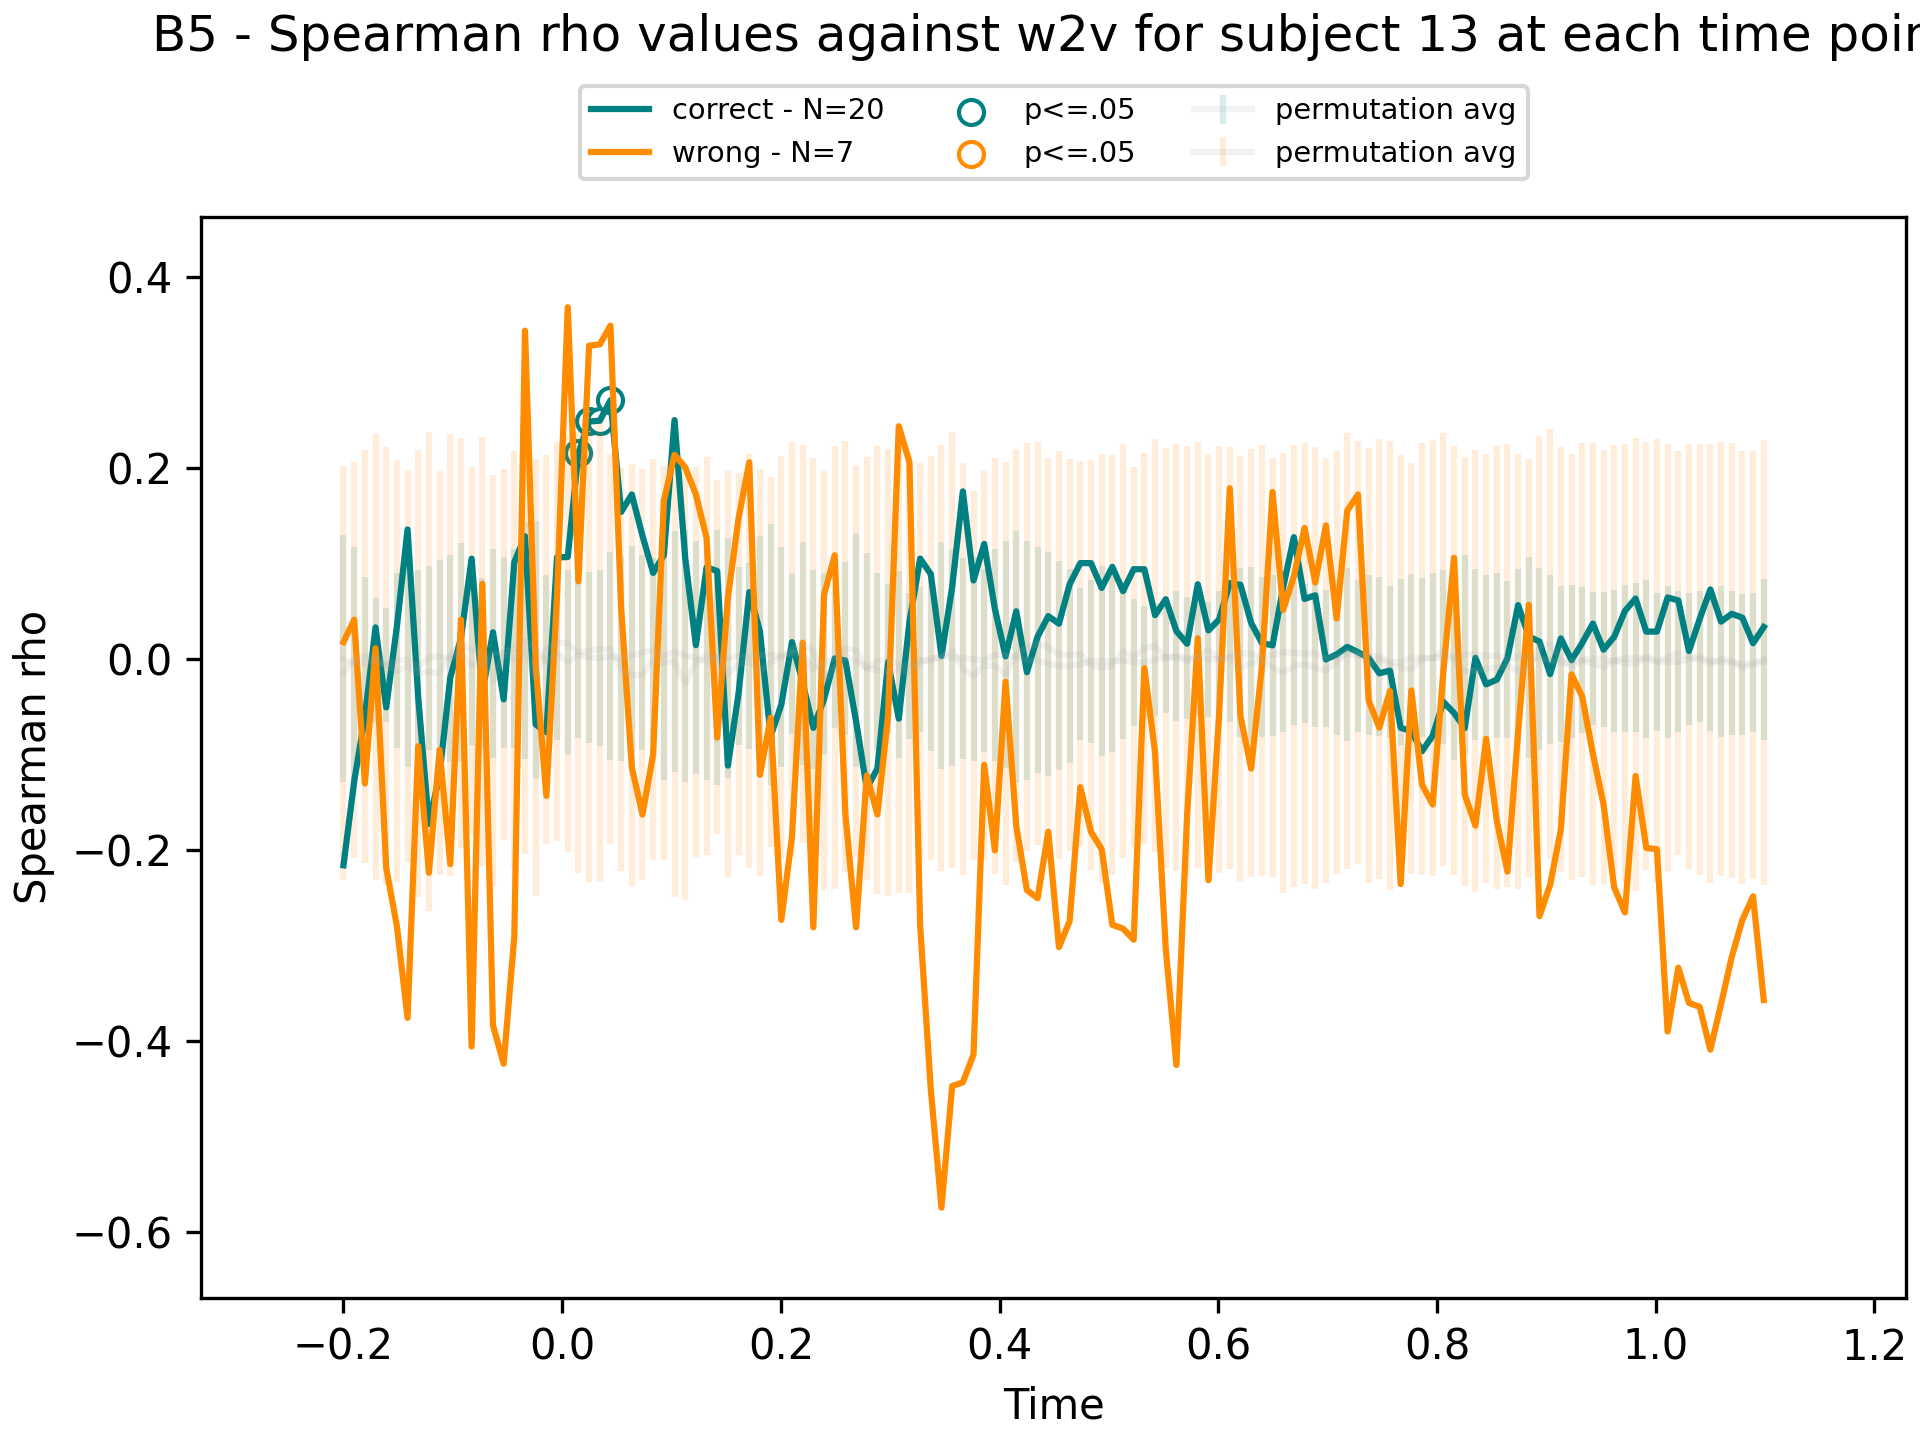 B5 - Spearman rho values against w2v for subject 13 at each time
correct - N=20
wrong - N=7
p<=.05
p<=.05
permutation avg
permutation avg
Spearman rho
0.4
0.2
0.0
−0.2
−0.4
−0.6
−0.2 0.0 0.2 0.4 0.6 0.8 1.0 1.2
Time